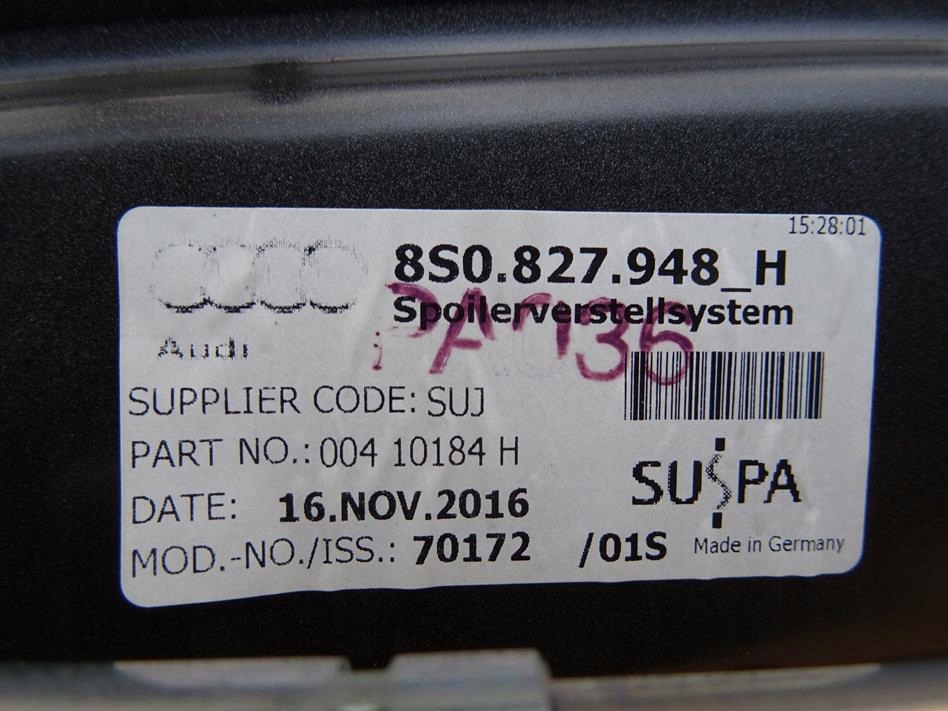 15:28:01
8S0.827.948_H
Spoilerverstellsystem
Audi
SUPPLIER CODE: SUJ
PART NO.: 004 10184 H
DATE: 16.NOV.2016
SUSPA
MOD.-NO./ISS.: 70172 /01S
Made in Germany